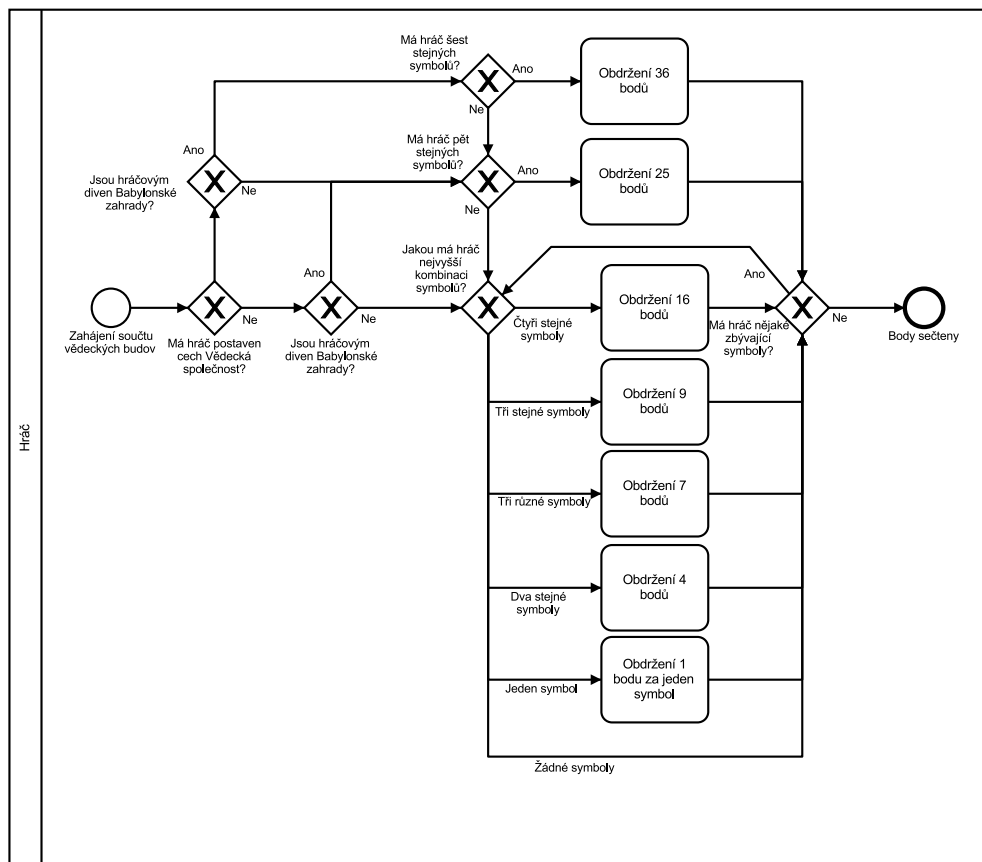 Hráč
Má hráč šest
stejných
symbolů?
Ano
Ne
Obdržení 36
bodů
Má hráč pět
stejných
symbolů?
Ano
Ne
Obdržení 25
bodů
Ano
Ne
Jsou hráčovým
diven Babylonské
zahrady?
Jakou má hráč
nejvyšší
kombinaci
symbolů?
Ano
Ano
Zahájení součtu
vědeckých budov
Ne
Má hráč postaven
cech Vědecká
společnost?
Ne
Jsou hráčovým
diven Babylonské
zahrady?
Čtyři stejné
symboly
Obdržení 16
bodů
Má hráč nějaké
zbývající
symboly?
Ne
Body sečteny
Tři stejné symboly
Obdržení 9
bodů
Tři různé symboly
Obdržení 7
bodů
Dva stejné
symboly
Obdržení 4
bodů
Jeden symbol
Obdržení 1
bodu za jeden
symbol
Žádné symboly